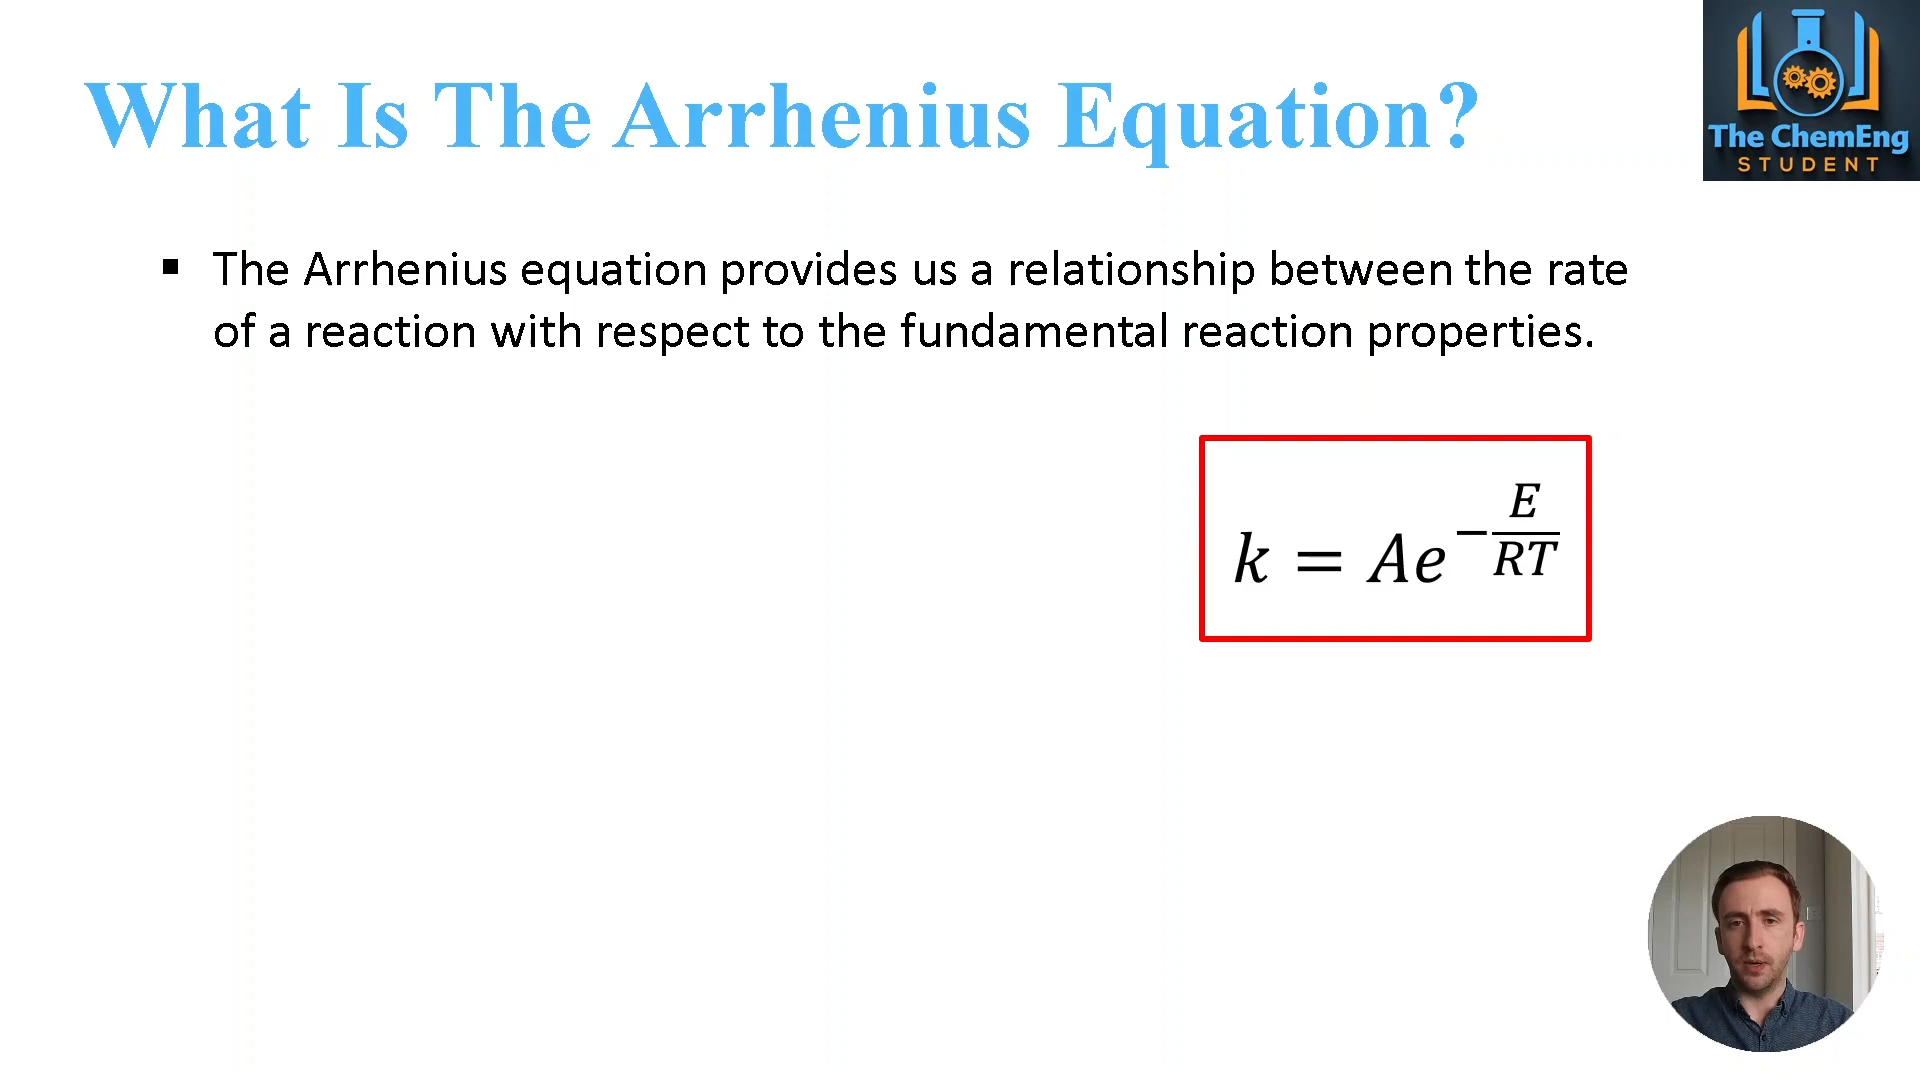 What Is The Arrhenius Equation?
The ChemEng
STUDENT
▪ The Arrhenius equation provides us a relationship between the rate
of a reaction with respect to the fundamental reaction properties.
k = Ae^{-\frac{E}{RT}}